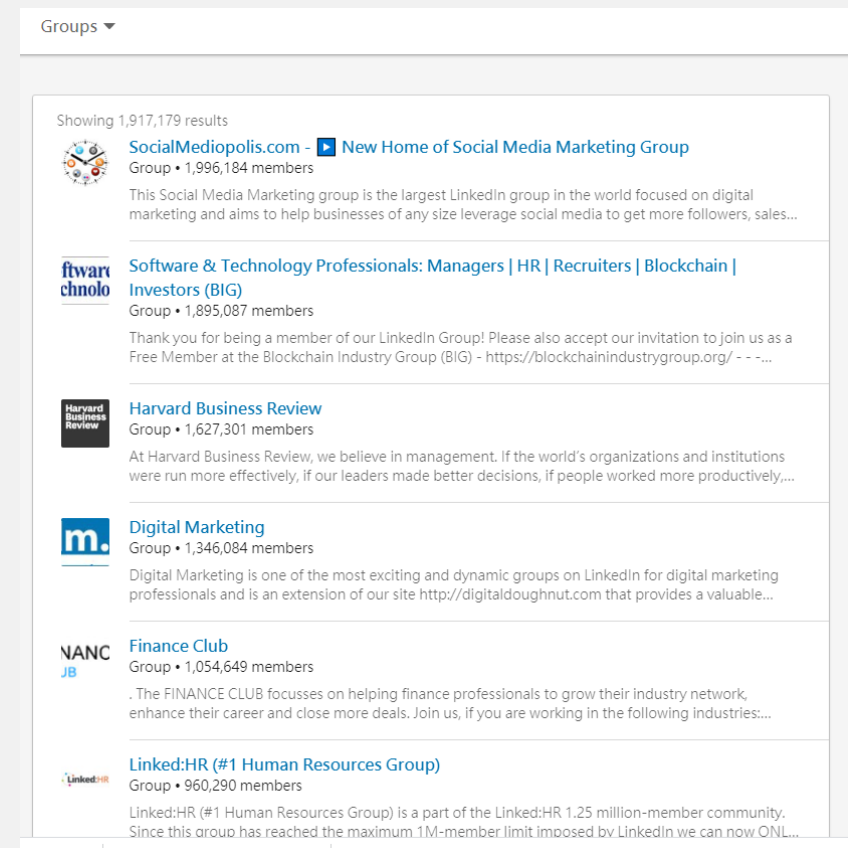 Groups
Showing 1,917,179 results
SocialMediopolis.com - ▶ New Home of Social Media Marketing Group
Group • 1,996,184 members
This Social Media Marketing group is the largest LinkedIn group in the world focused on digital
marketing and aims to help businesses of any size leverage social media to get more followers, sales...
ftware
chnolo
Software & Technology Professionals: Managers | HR | Recruiters | Blockchain |
Investors (BIG)
Group • 1,895,087 members
Thank you for being a member of our LinkedIn Group! Please also accept our invitation to join us as a
Free Member at the Blockchain Industry Group (BIG) - https://blockchainindustrygroup.org/ - - -...
Harvard
Business
Review
Harvard Business Review
Group • 1,627,301 members
At Harvard Business Review, we believe in management. If the world's organizations and institutions
were run more effectively, if our leaders made better decisions, if people worked more productively,...
m.
Digital Marketing
Group • 1,346,084 members
Digital Marketing is one of the most exciting and dynamic groups on LinkedIn for digital marketing
professionals and is an extension of our site http://digitaldoughnut.com that provides a valuable...
NANC
UB
Finance Club
Group • 1,054,649 members
. The FINANCE CLUB focusses on helping finance professionals to grow their industry network,
enhance their career and close more deals. Join us, if you are working in the following industries:...
Linked:HR
Linked:HR (#1 Human Resources Group)
Group • 960,290 members
Linked:HR (#1 Human Resources Group) is a part of the Linked:HR 1.25 million-member community.
Since this group has reached the maximum 1M-member limit imposed by LinkedIn we can now ONL...